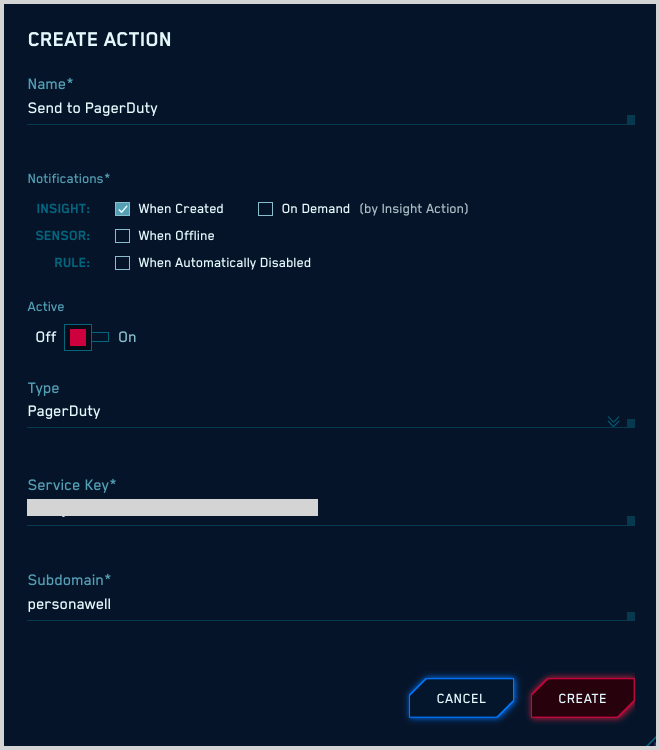 CREATE ACTION
Name*
Send to PagerDuty
Notifications*
INSIGHT: When Created On Demand (by Insight Action)
SENSOR: When Offline
RULE: When Automatically Disabled
Active
Off On
Type
PagerDuty
Service Key*
Subdomain*
personawell
CANCEL CREATE